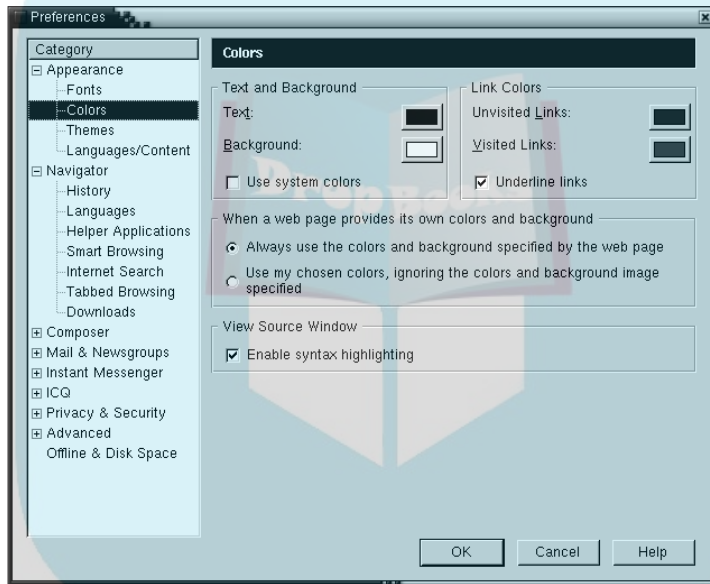 Preferences
Category
Appearance
Fonts
Colors
Themes
Languages/Content
Navigator
History
Languages
Helper Applications
Smart Browsing
Internet Search
Tabbed Browsing
Downloads
Composer
Mail & Newsgroups
Instant Messenger
ICQ
Privacy & Security
Advanced
Offline & Disk Space
Colors
Text and Background
Text:
Background:
Use system colors
Link Colors
Unvisited Links:
Visited Links:
Underline links
When a web page provides its own colors and background
Always use the colors and background specified by the web page
Use my chosen colors, ignoring the colors and background image
specified
View Source Window
Enable syntax highlighting
DropBooks
OK
Cancel
Help